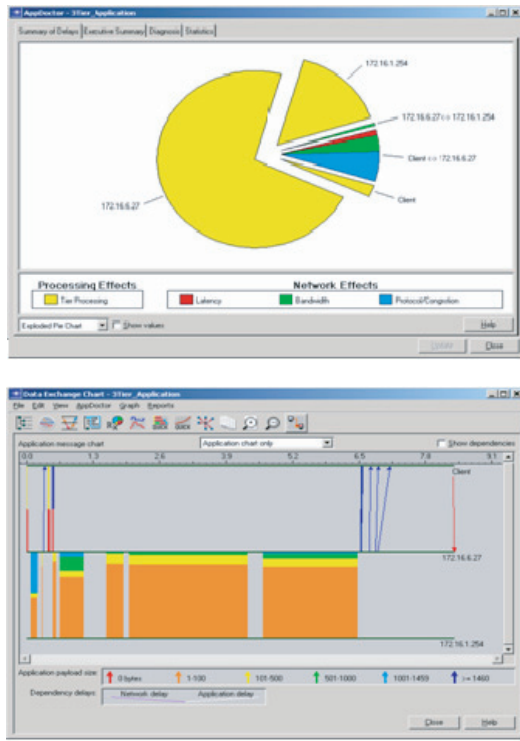 AppDoctor - 3Tier_Application
Summary of Delays Executive Summary Diagnosis Statistics
172.16.1.254
172.16.6.27 <-> 172.16.1.254
Client <-> 172.16.6.27
Client
172.16.6.27
Processing Effects
Network Effects
Tier Processing
Latency
Bandwidth
Protocol/Congestion
Exploded Pie Chart
Show values
Help
Update
Close
Data Exchange Chart - 3Tier_Application
File Edit View AppDoctor Graph Reports
Application message chart
Application chart only
Show dependencies
0.0 1.3 2.6 3.9 5.2 6.5 7.8 9.1
Client
172.16.6.27
172.16.1.254
Application payload size:
0 bytes
1-100
101-500
501-1000
1001-1459
>= 1460
Dependency delays:
Network delay
Application delay
Close
Help